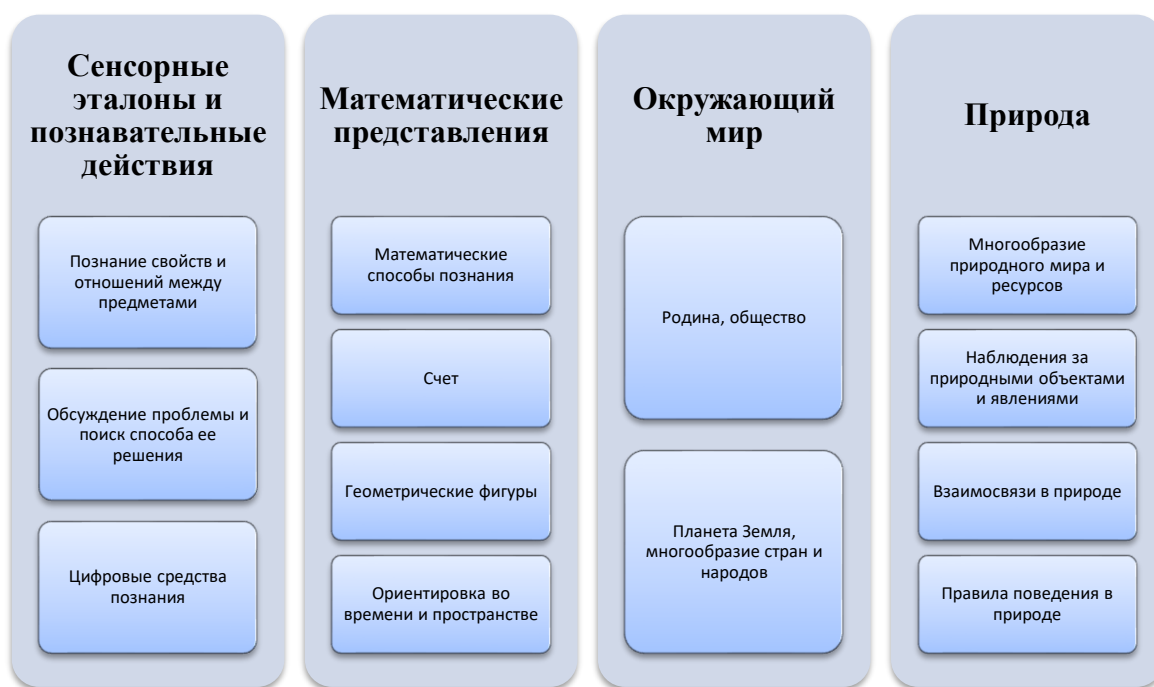 Сенсорные
эталоны и
познавательные
действия
Познание свойств и
отношений между
предметами
Обсуждение проблемы и
поиск способа ее
решения
Цифровые средства
познания
Математические
представления
Математические
способы познания
Счет
Геометрические фигуры
Ориентировка во
времени и пространстве
Окружающий
мир
Родина, общество
Планета Земля,
многообразие стран и
народов
Природа
Многообразие
природного мира и
ресурсов
Наблюдения за
природными объектами
и явлениями
Взаимосвязи в природе
Правила поведения в
природе